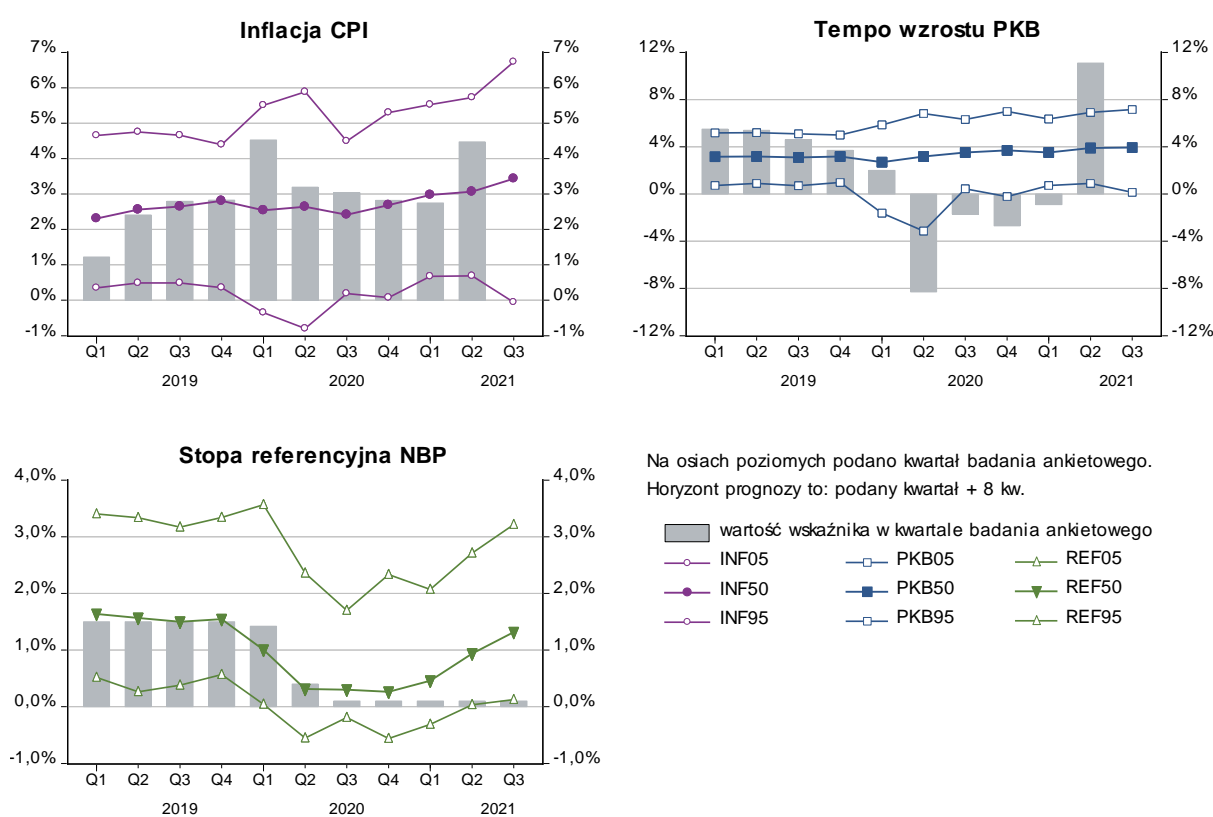 Inflacja CPI
7% 7%
6% 6%
5% 5%
4% 4%
3% 3%
2% 2%
1% 1%
0% 0%
-1% -1%
Q1 Q2 Q3 Q4 Q1 Q2 Q3 Q4 Q1 Q2 Q3
2019 2020 2021
Tempo wzrostu PKB
12% 12%
8% 8%
4% 4%
0% 0%
-4% -4%
-8% -8%
-12% -12%
Q1 Q2 Q3 Q4 Q1 Q2 Q3 Q4 Q1 Q2 Q3
2019 2020 2021
Stopa referencyjna NBP
4,0% 4,0%
3,0% 3,0%
2,0% 2,0%
1,0% 1,0%
0,0% 0,0%
-1,0% -1,0%
Q1 Q2 Q3 Q4 Q1 Q2 Q3 Q4 Q1 Q2 Q3
2019 2020 2021
Na osiach poziomych podano kwartał badania ankietowego.
Horyzont prognozy to: podany kwartał + 8 kw.
wartość wskaźnika w kwartale badania ankietowego
INF05 PKB05 REF05
INF50 PKB50 REF50
INF95 PKB95 REF95